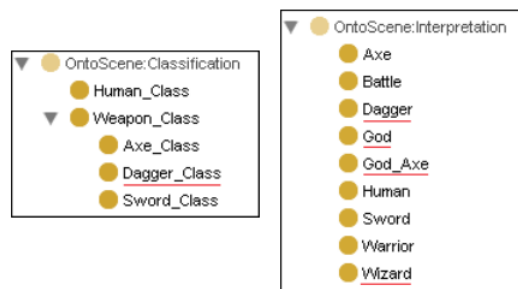 OntoScene:Classification
Human_Class
Weapon_Class
Axe_Class
Dagger_Class
Sword_Class
OntoScene:Interpretation
Axe
Battle
Dagger
God
God_Axe
Human
Sword
Warrior
Wizard